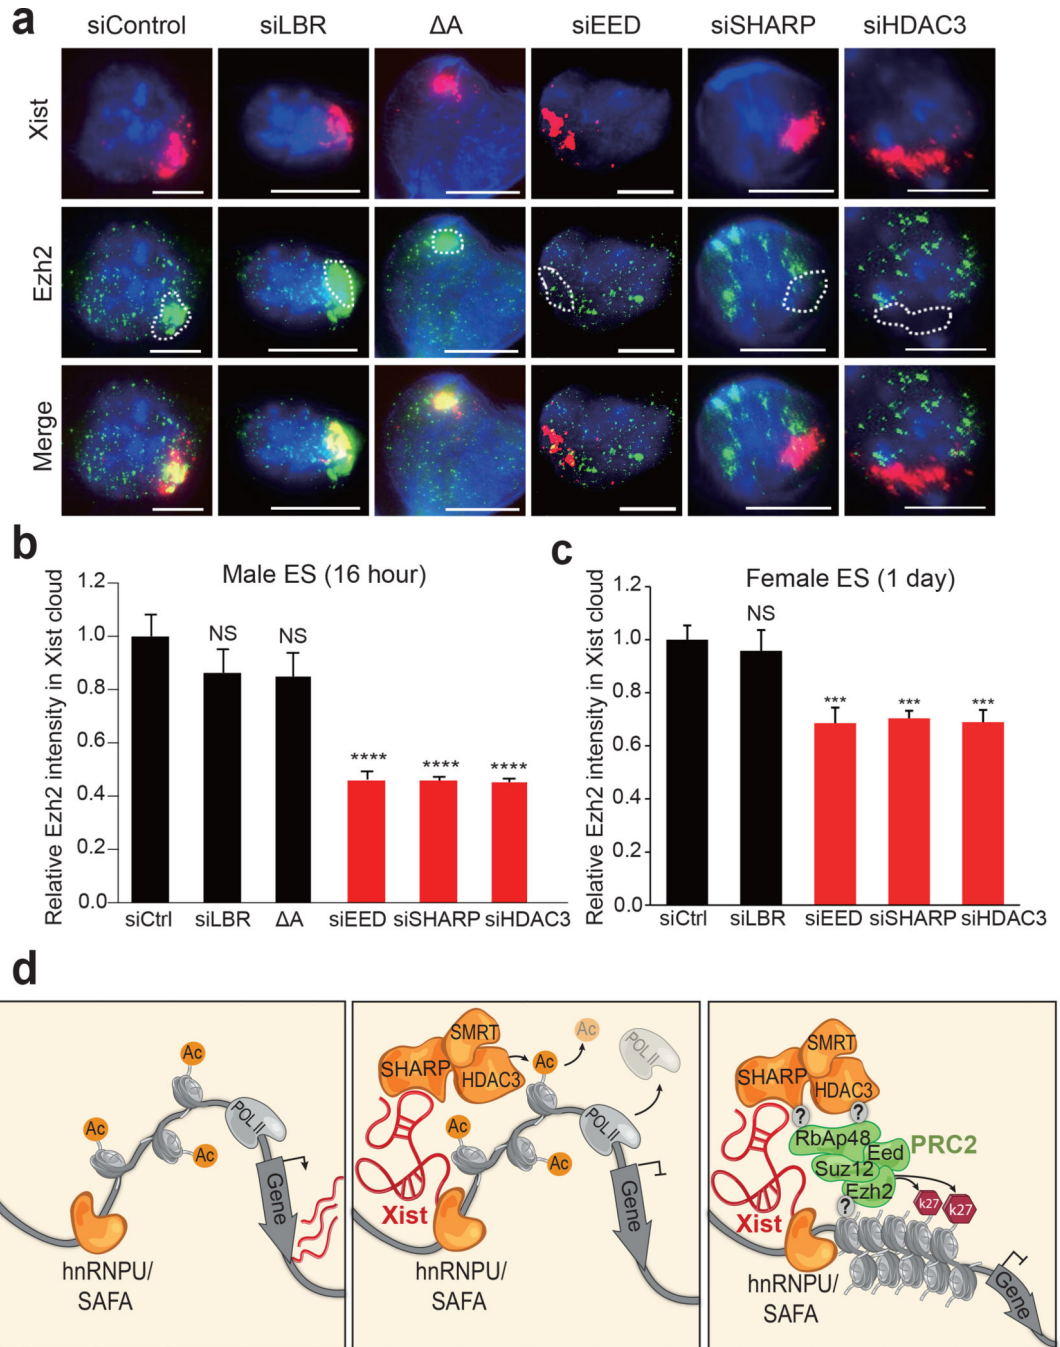 a
siControl siLBR ΔA siEED siSHARP siHDAC3
Xist
Ezh2
Merge
b
Male ES (16 hour)
Relative Ezh2 intensity in Xist cloud
1.2
1.0
0.8
0.6
0.4
0.2
0.0
NS
NS
****
****
****
siCtrl siLBR ΔA siEED siSHARP siHDAC3
c
Female ES (1 day)
Relative Ezh2 intensity in Xist cloud
1.2
1.0
0.8
0.6
0.4
0.2
0.0
NS
***
***
***
siCtrl siLBR siEED siSHARP siHDAC3
d
Ac
Ac
Ac
POL II
Gene
hnRNPU/
SAFA
SMRT
SHARP
HDAC3
Ac
Ac
POL II
Ac
Ac
POL II
Xist
Gene
hnRNPU/
SAFA
SMRT
SHARP
HDAC3
?
?
RbAp48
Eed
PRC2
Suz12
Ezh2
?
k27
k27
Xist
hnRNPU/
SAFA
Gene